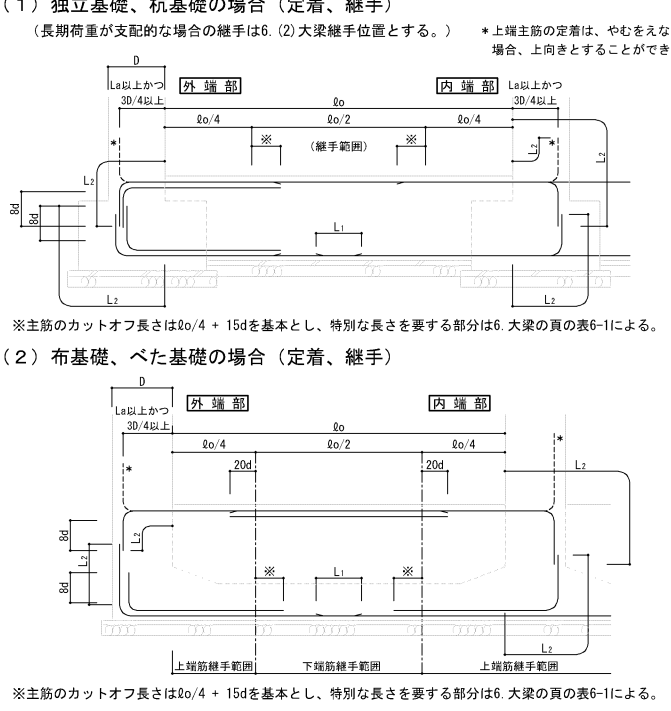 (1) 独立基礎、杭基礎の場合（定着、継手）
（長期荷重が支配的な場合の継手は6.(2)大梁継手位置とする。）
*上端主筋の定着は、やむをえな
場合、上向きとすることができ
D
La以上かつ
3D/4以上
外端部
内端部
La以上かつ
3D/4以上
ℓo
ℓo/4
ℓo/2
ℓo/4
※
(継手範囲)
※
*
*
L2
L2
L2
8d
8d
L1
L2
L2
※主筋のカットオフ長さはℓo/4 + 15dを基本とし、特別な長さを要する部分は6.大梁の頁の表6-1による。
(2) 布基礎、べた基礎の場合（定着、継手）
D
La以上かつ
3D/4以上
外端部
内端部
ℓo
ℓo/4
ℓo/2
ℓo/4
*
20d
20d
*
L2
8d
L2
L2
8d
※
L1
※
L2
上端筋継手範囲
下端筋継手範囲
上端筋継手範囲
※主筋のカットオフ長さはℓo/4 + 15dを基本とし、特別な長さを要する部分は6.大梁の頁の表6-1による。